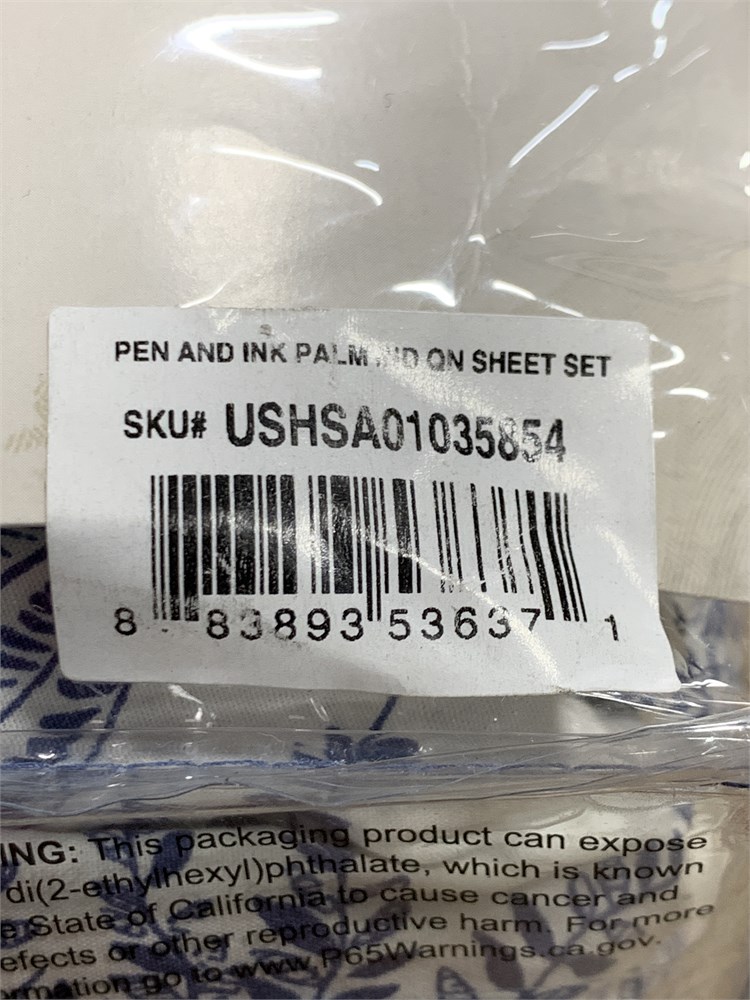 PEN AND INK PALM ON SHEET SET
SKU# USHSA01035854
8 83893 53637 1
ING: This packaging product can expose
di(2-ethylhexyl)phthalate, which is known
e State of California to cause cancer and
efects or other reproductive harm. For more
rmation go to www.P65Warnings.ca.gov.